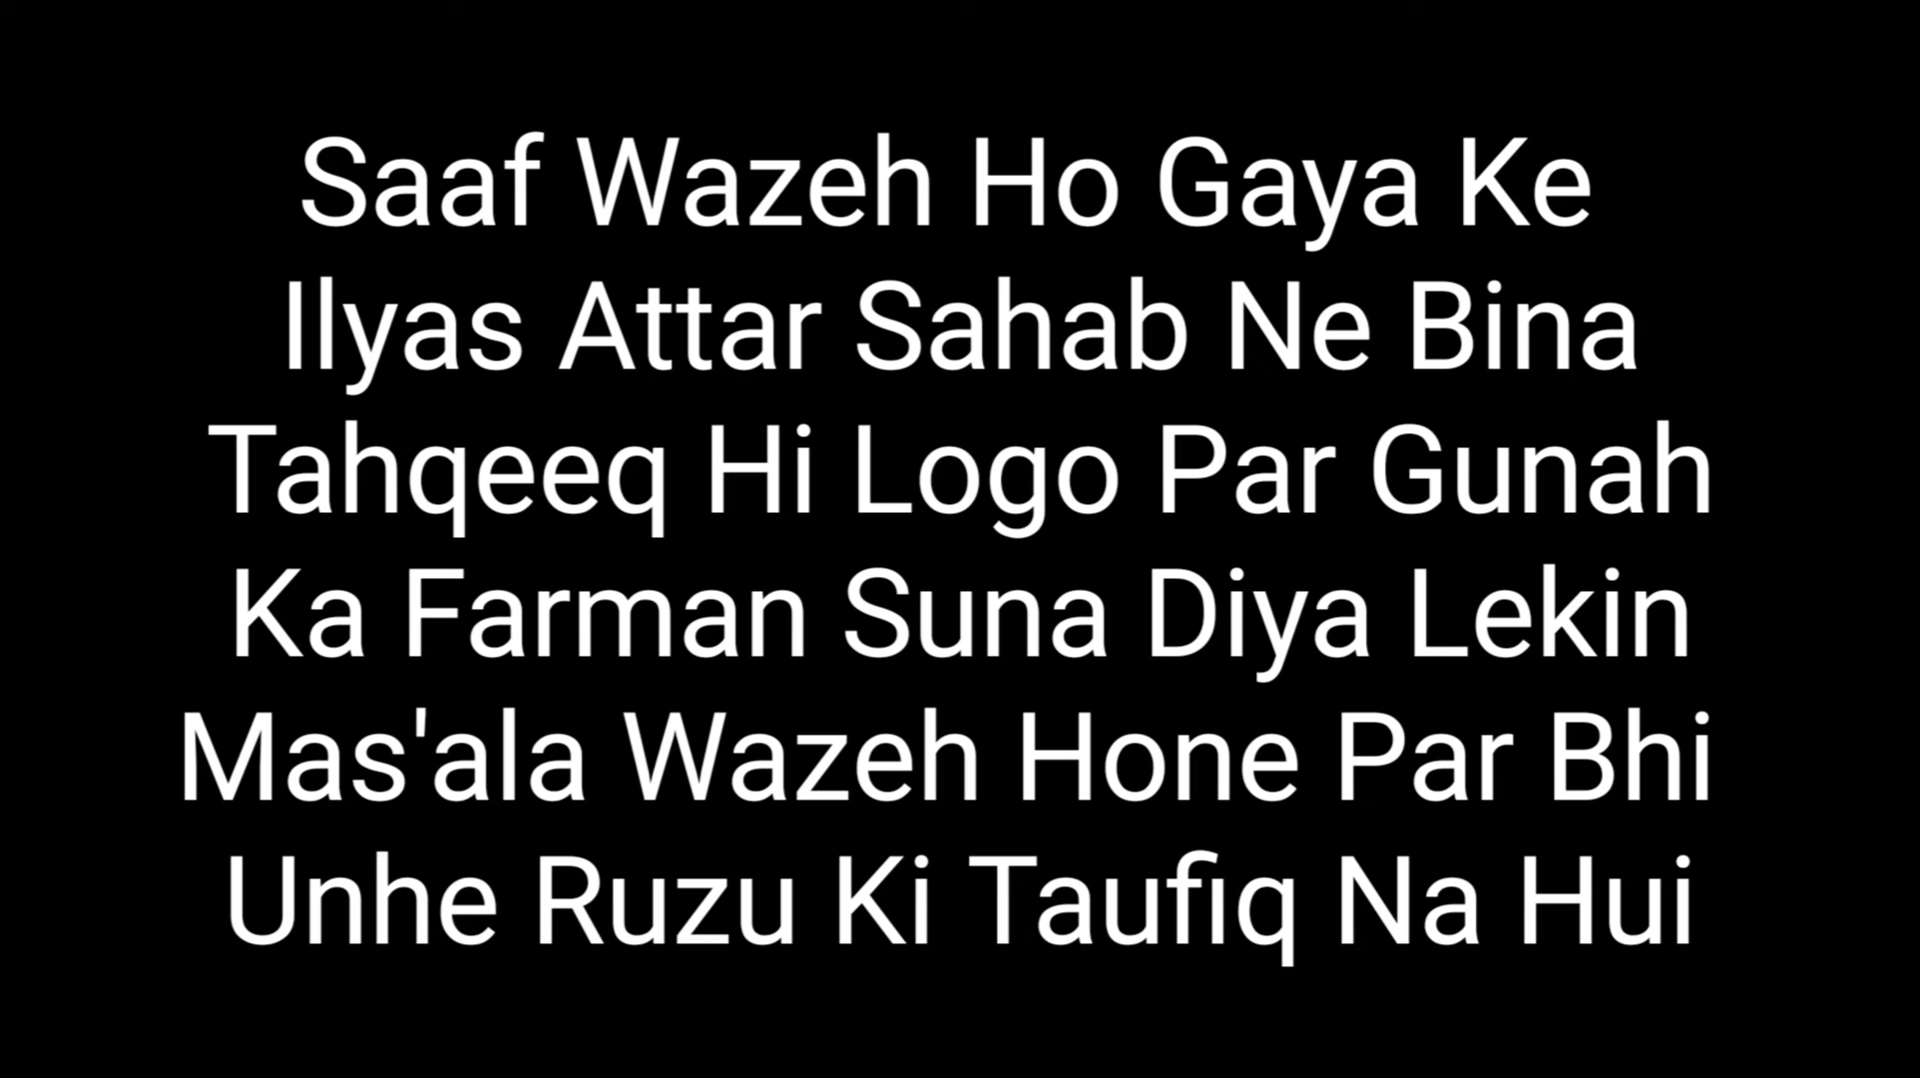 Saaf Wazeh Ho Gaya Ke
Ilyas Attar Sahab Ne Bina
Tahqeeq Hi Logo Par Gunah
Ka Farman Suna Diya Lekin
Mas'ala Wazeh Hone Par Bhi
Unhe Ruzu Ki Taufiq Na Hui